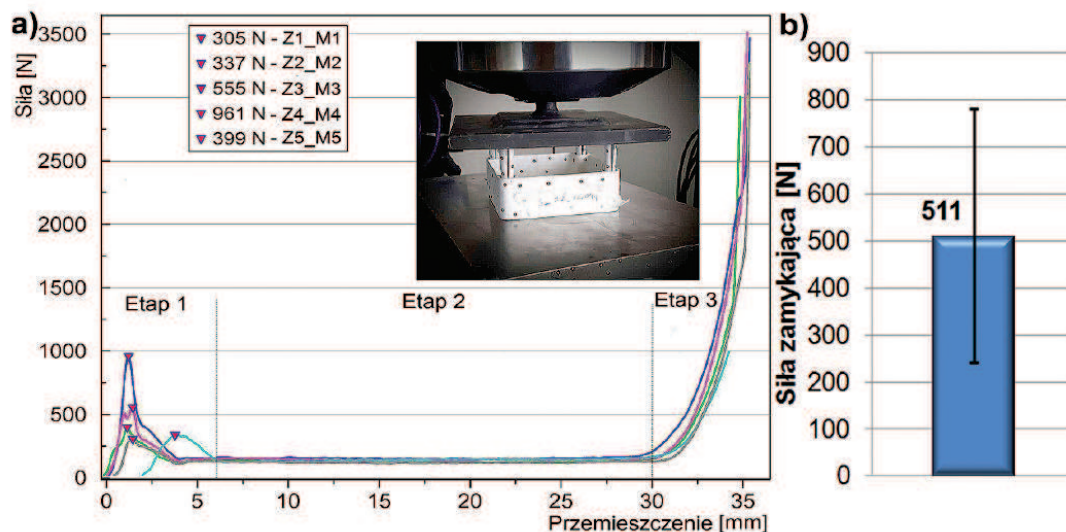 a)
Siła [N]
3500
3000
2500
2000
1500
1000
500
0
305 N - Z1_M1
337 N - Z2_M2
555 N - Z3_M3
961 N - Z4_M4
399 N - Z5_M5
Etap 1
Etap 2
Etap 3
0
5
10
15
20
25
30
35
Przemieszczenie [mm]
b)
Siła zamykająca [N]
900
800
700
600
500
400
300
200
100
0
511